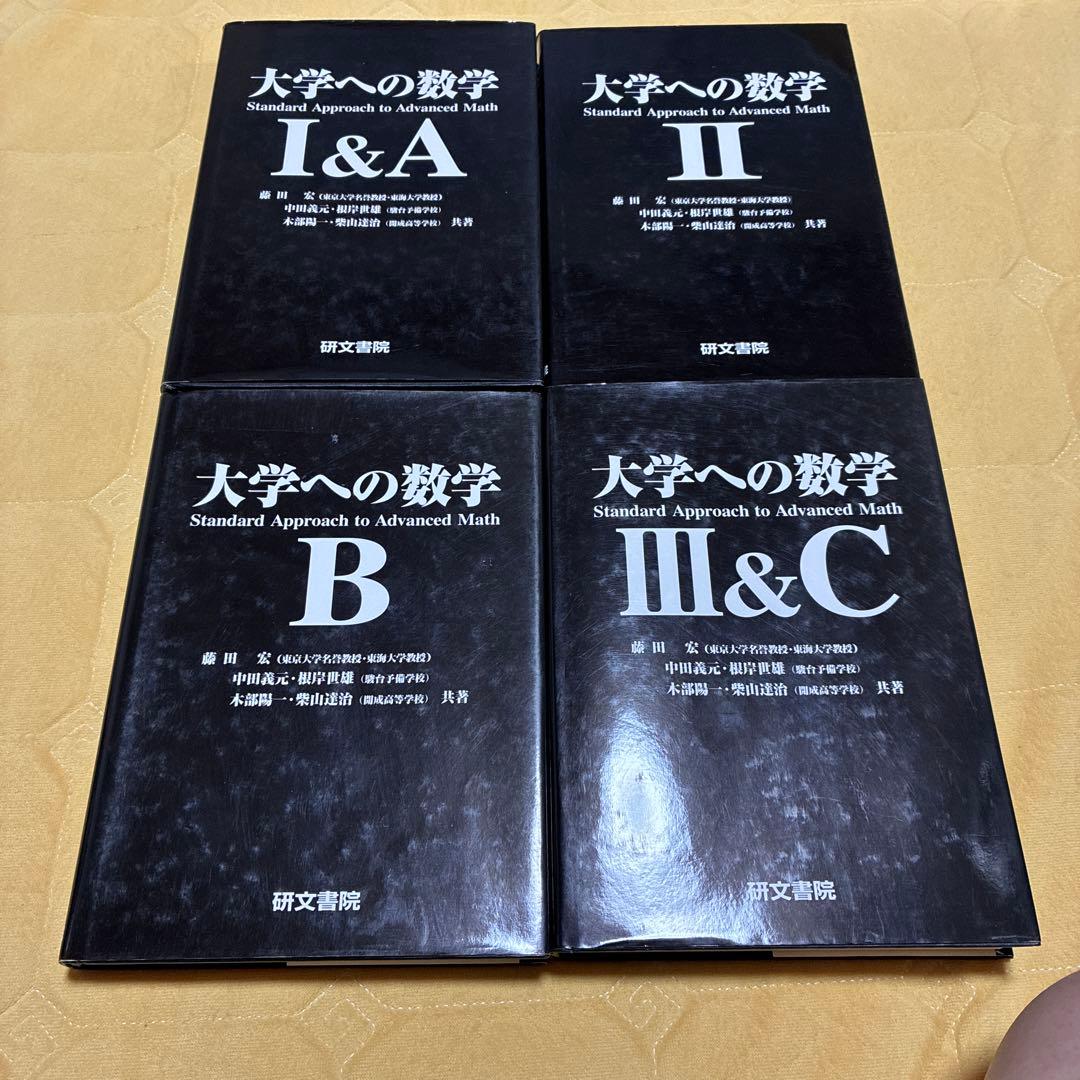 大学への数学
Standard Approach to Advanced Math
I&A
藤田 宏(東京大学名誉教授・東海大学教授)
中田義元・根岸世雄(駿台予備学校)
木部陽一・柴山達治(開成高等学校) 共著
研文書院
大学への数学
Standard Approach to Advanced Math
II
藤田 宏(東京大学名誉教授・東海大学教授)
中田義元・根岸世雄(駿台予備学校)
木部陽一・柴山達治(開成高等学校) 共著
研文書院
大学への数学
Standard Approach to Advanced Math
B
藤田 宏(東京大学名誉教授・東海大学教授)
中田義元・根岸世雄(駿台予備学校)
木部陽一・柴山達治(開成高等学校) 共著
研文書院
大学への数学
Standard Approach to Advanced Math
III&C
藤田 宏(東京大学名誉教授・東海大学教授)
中田義元・根岸世雄(駿台予備学校)
木部陽一・柴山達治(開成高等学校) 共著
研文書院